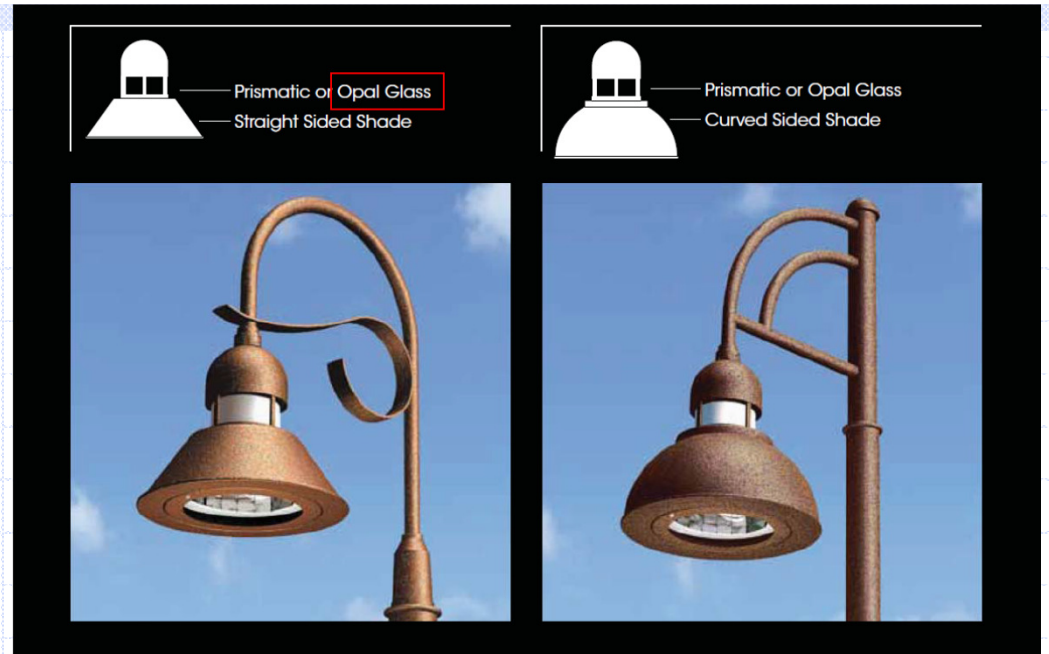 Prismatic or Opal Glass
Straight Sided Shade
Prismatic or Opal Glass
Curved Sided Shade